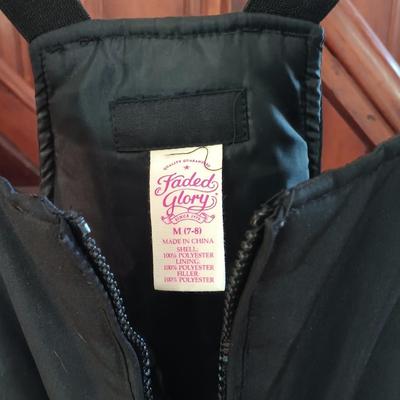 QUALITY GUARANTEED
Faded
Glory
SINCE 1972
M (7-8)
MADE IN CHINA
SHELL:
100% POLYESTER
LINING:
100% POLYESTER
FILLER:
100% POLYESTER